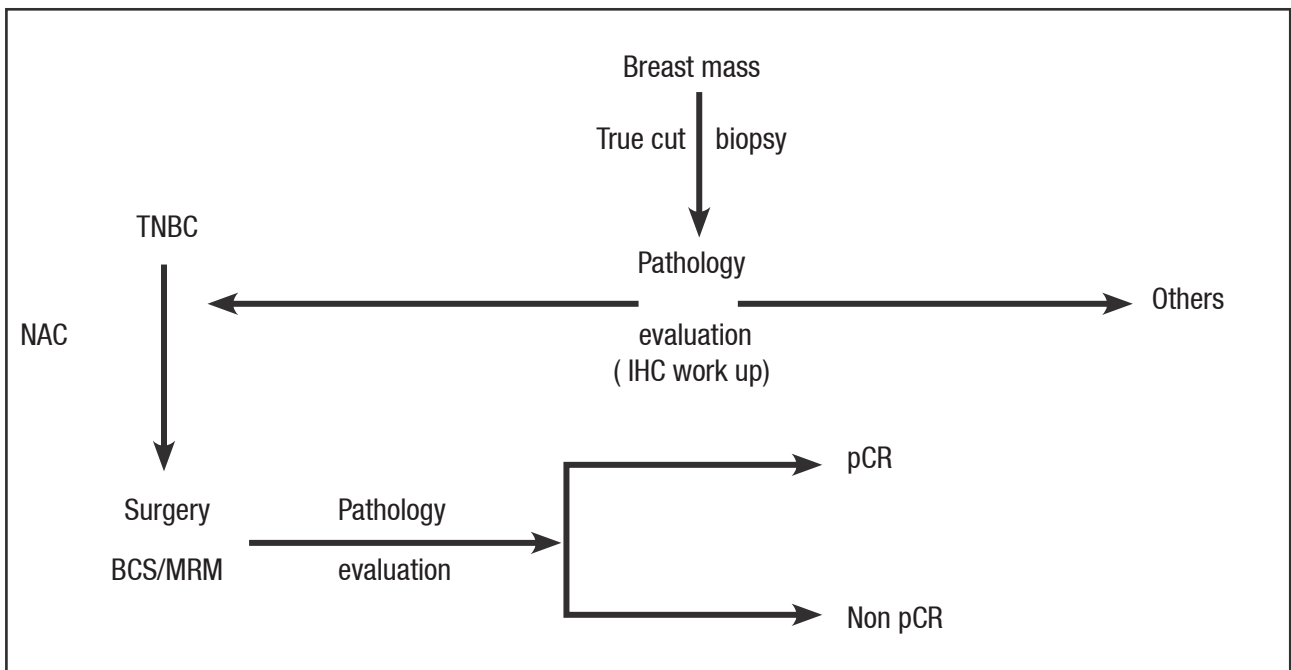 Breast mass
True cut biopsy
TNBC
Pathology
Others
NAC
evaluation
( IHC work up)
pCR
Surgery
Pathology
BCS/MRM
evaluation
Non pCR